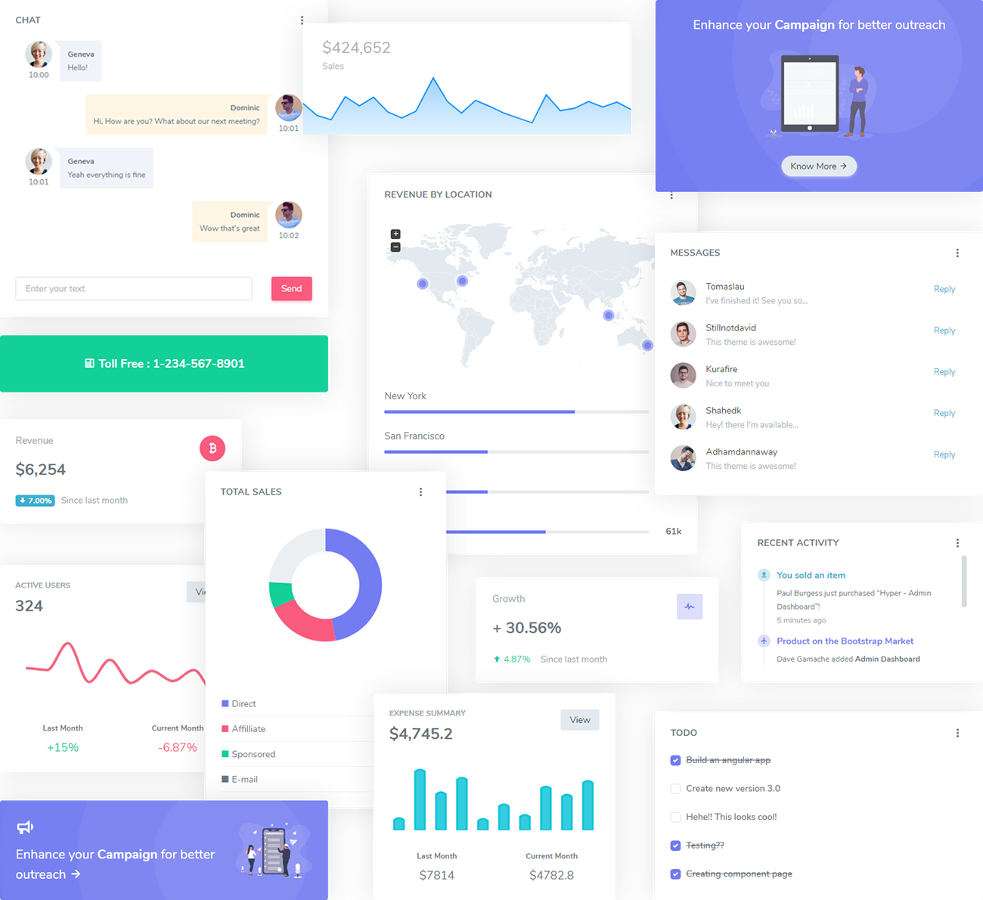 CHAT
Geneva
Hello!
10:00
Dominic
Hi, How are you? What about our next meeting?
10:01
Geneva
Yeah everything is fine
10:01
Dominic
Wow that's great
10:02
Enter your text
Send
$424,652
Sales
Enhance your Campaign for better outreach
Know More →
Toll Free : 1-234-567-8901
REVENUE BY LOCATION
+
−
New York
San Francisco
61k
MESSAGES
Tomaslau
I've finished it! See you so...
Reply
Stillnotdavid
This theme is awesome!
Reply
Kurafire
Nice to meet you
Reply
Shahedk
Hey! there I'm available...
Reply
Adhamdannaway
This theme is awesome!
Reply
Revenue
$6,254
7.00% Since last month
TOTAL SALES
Direct
Affilliate
Sponsored
E-mail
ACTIVE USERS
324
Last Month
+15%
Current Month
-6.87%
Growth
+ 30.56%
4.87% Since last month
RECENT ACTIVITY
You sold an item
Paul Burgess just purchased "Hyper - Admin
Dashboard"!
5 minutes ago
Product on the Bootstrap Market
Dave Gamache added Admin Dashboard
EXPENSE SUMMARY
$4,745.2
View
Last Month
$7814
Current Month
$4782.8
TODO
Build an angular app
Create new version 3.0
Hehe!! This looks cool!
Testing??
Creating component page
Enhance your Campaign for better
outreach →